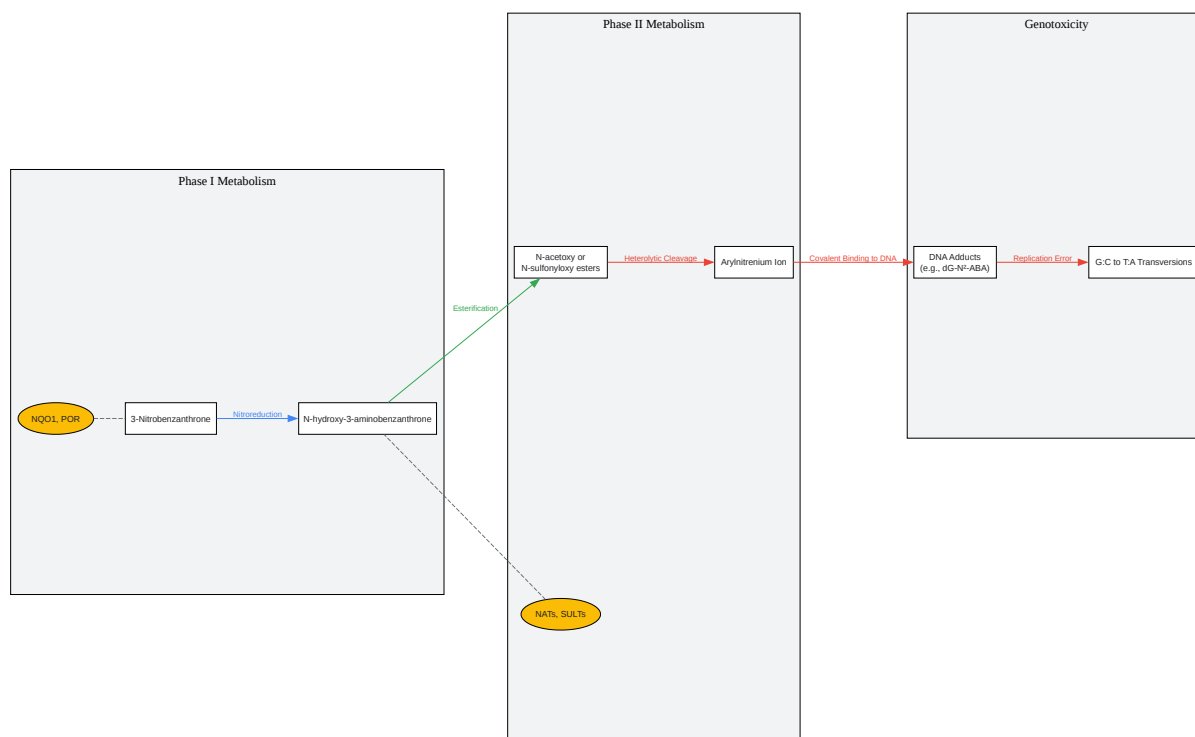 Phase I Metabolism
NQO1, POR
3-Nitrobenzanthrone
Nitroreduction
N-hydroxy-3-aminobenzanthrone
Esterification
Phase II Metabolism
N-acetoxy or
N-sulfonyloxy esters
Heterolytic Cleavage
Arylnitrenium Ion
NATs, SULTs
Covalent Binding to DNA
Genotoxicity
DNA Adducts
(e.g., dG-N²-ABA)
Replication Error
G:C to T:A Transversions